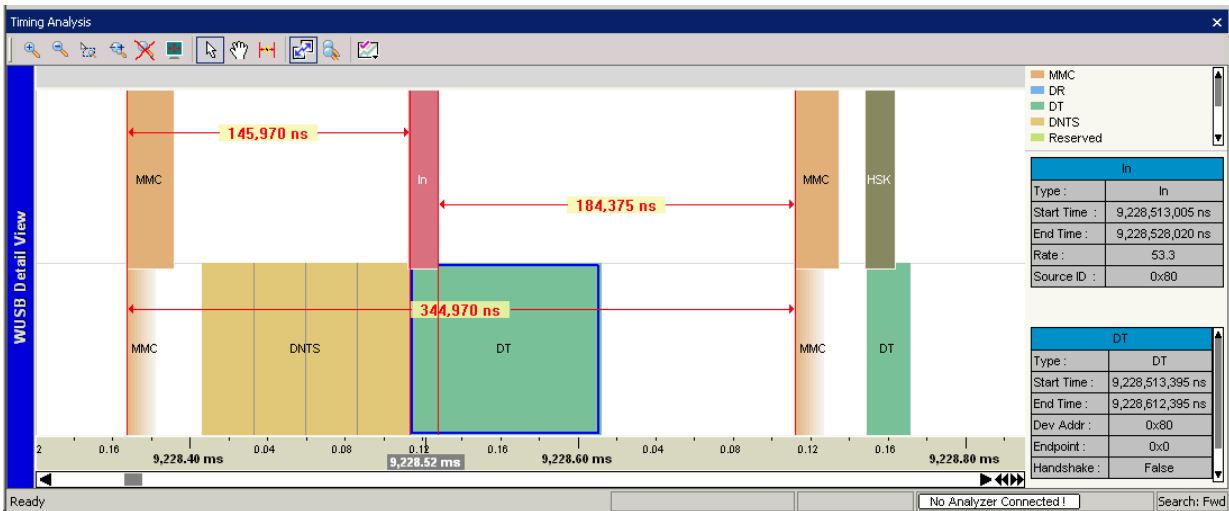 Timing Analysis
WUSB Detail View
145,970 ns
MMC
In
184,375 ns
MMC
HSK
344,970 ns
MMC
DNTS
DT
MMC
DT
2
0.16
9,228.40 ms
0.04
0.08
0.12
9,228.52 ms
0.16
9,228.60 ms
0.04
0.08
0.12
0.16
9,228.80 ms
MMC
DR
DT
DNTS
Reserved
In
Type : In
Start Time : 9,228,513,005 ns
End Time : 9,228,528,020 ns
Rate : 53.3
Source ID : 0x80
DT
Type : DT
Start Time : 9,228,513,395 ns
End Time : 9,228,612,395 ns
Dev Addr : 0x80
Endpoint : 0x0
Handshake : False
Ready
No Analyzer Connected !
Search: Fwd